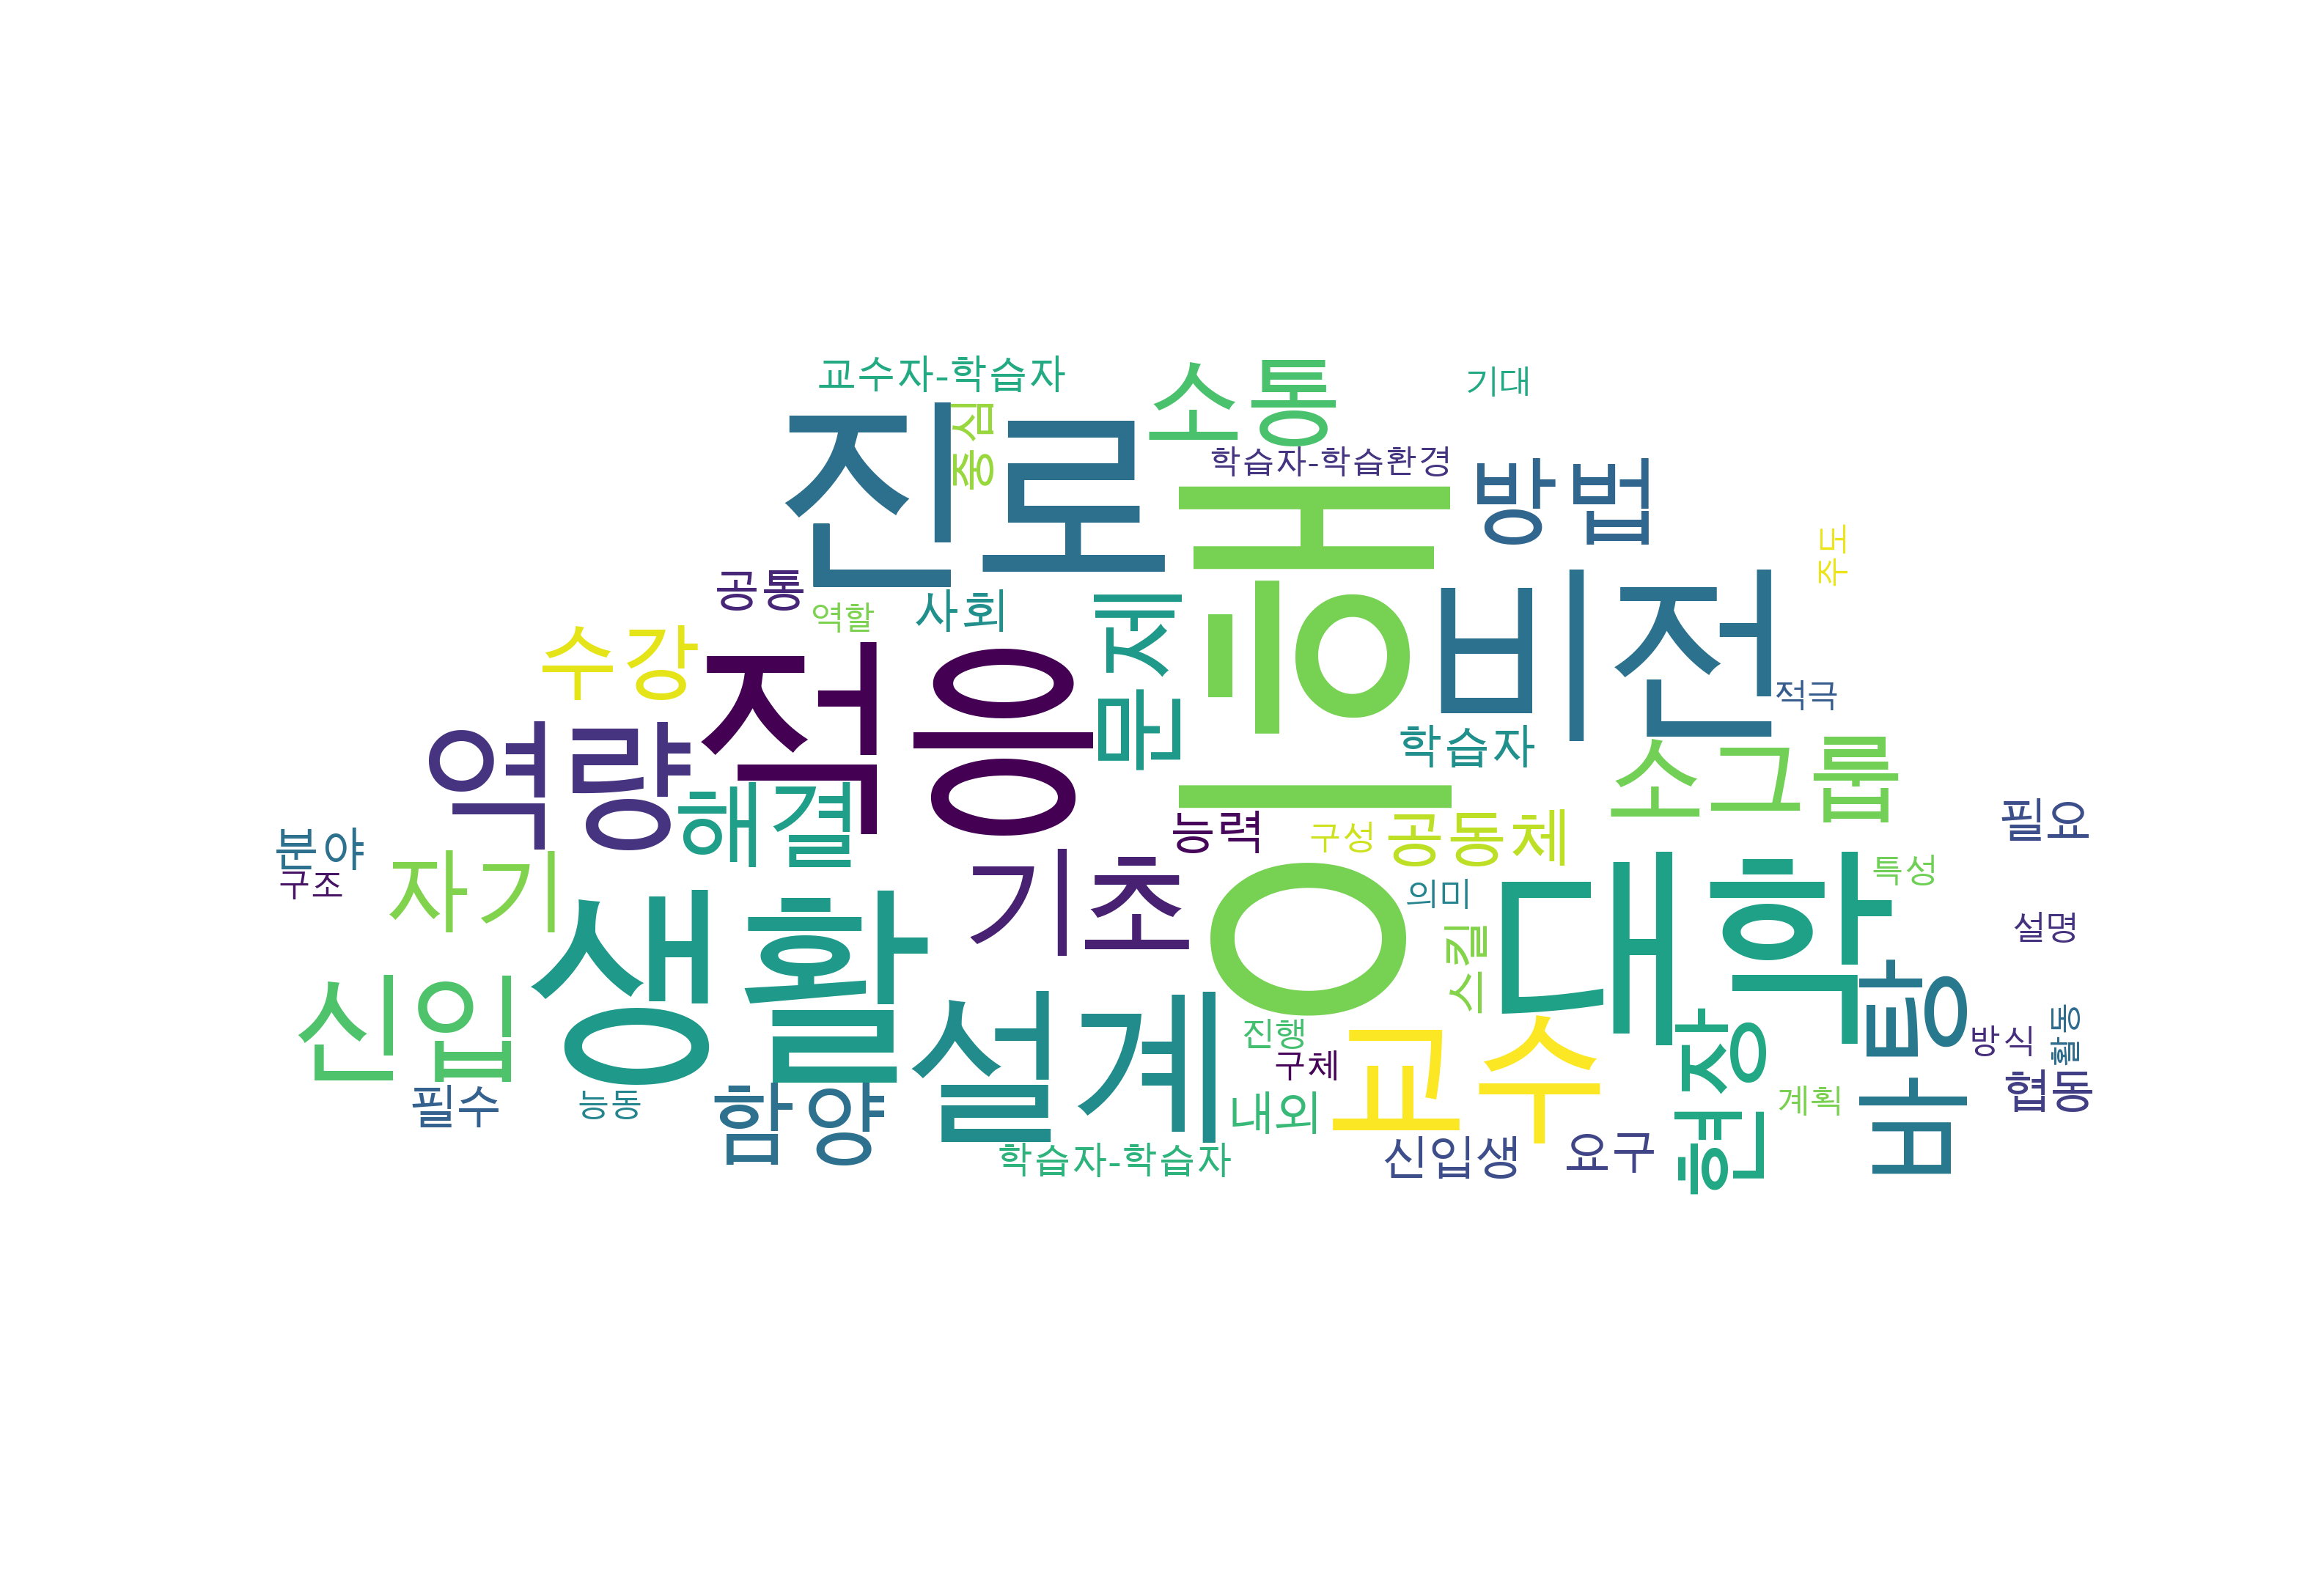 교수자-학습자
소통
기대
중심
진로
학습자-학습환경
방법
주도
공통
역할
사회
문제
이해
비전
수강
적응
적극
역량
해결
학습자
소그룹
필요
분야
구조
자기
기초
능력
구성
공동체
의미
대학
특성
설명
신입
생활
설계
스킬
진행
구체
교수
현장
바탕
방식
활동
협동
필수
능동
함양
내외
계획
학습자-학습자
신입생
요구